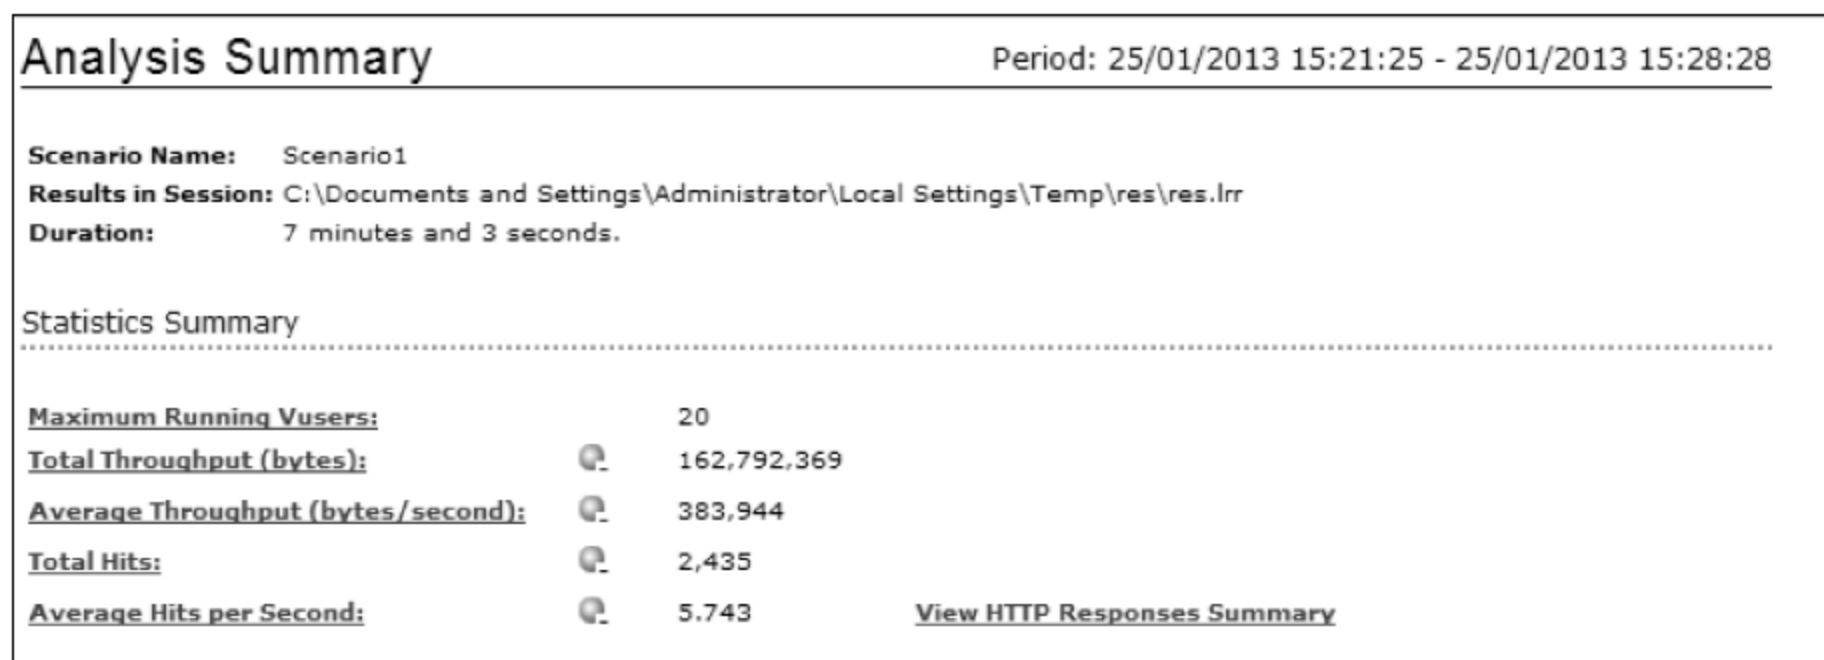 Analysis Summary Period: 25/01/2013 15:21:25 - 25/01/2013 15:28:28
Scenario Name: Scenario1
Results in Session: C:\Documents and Settings\Administrator\Local Settings\Temp\res\res.lrr
Duration: 7 minutes and 3 seconds.
Statistics Summary
Maximum Running Vusers: 20
Total Throughput (bytes): 162,792,369
Average Throughput (bytes/second): 383,944
Total Hits: 2,435
Average Hits per Second: 5.743 View HTTP Responses Summary